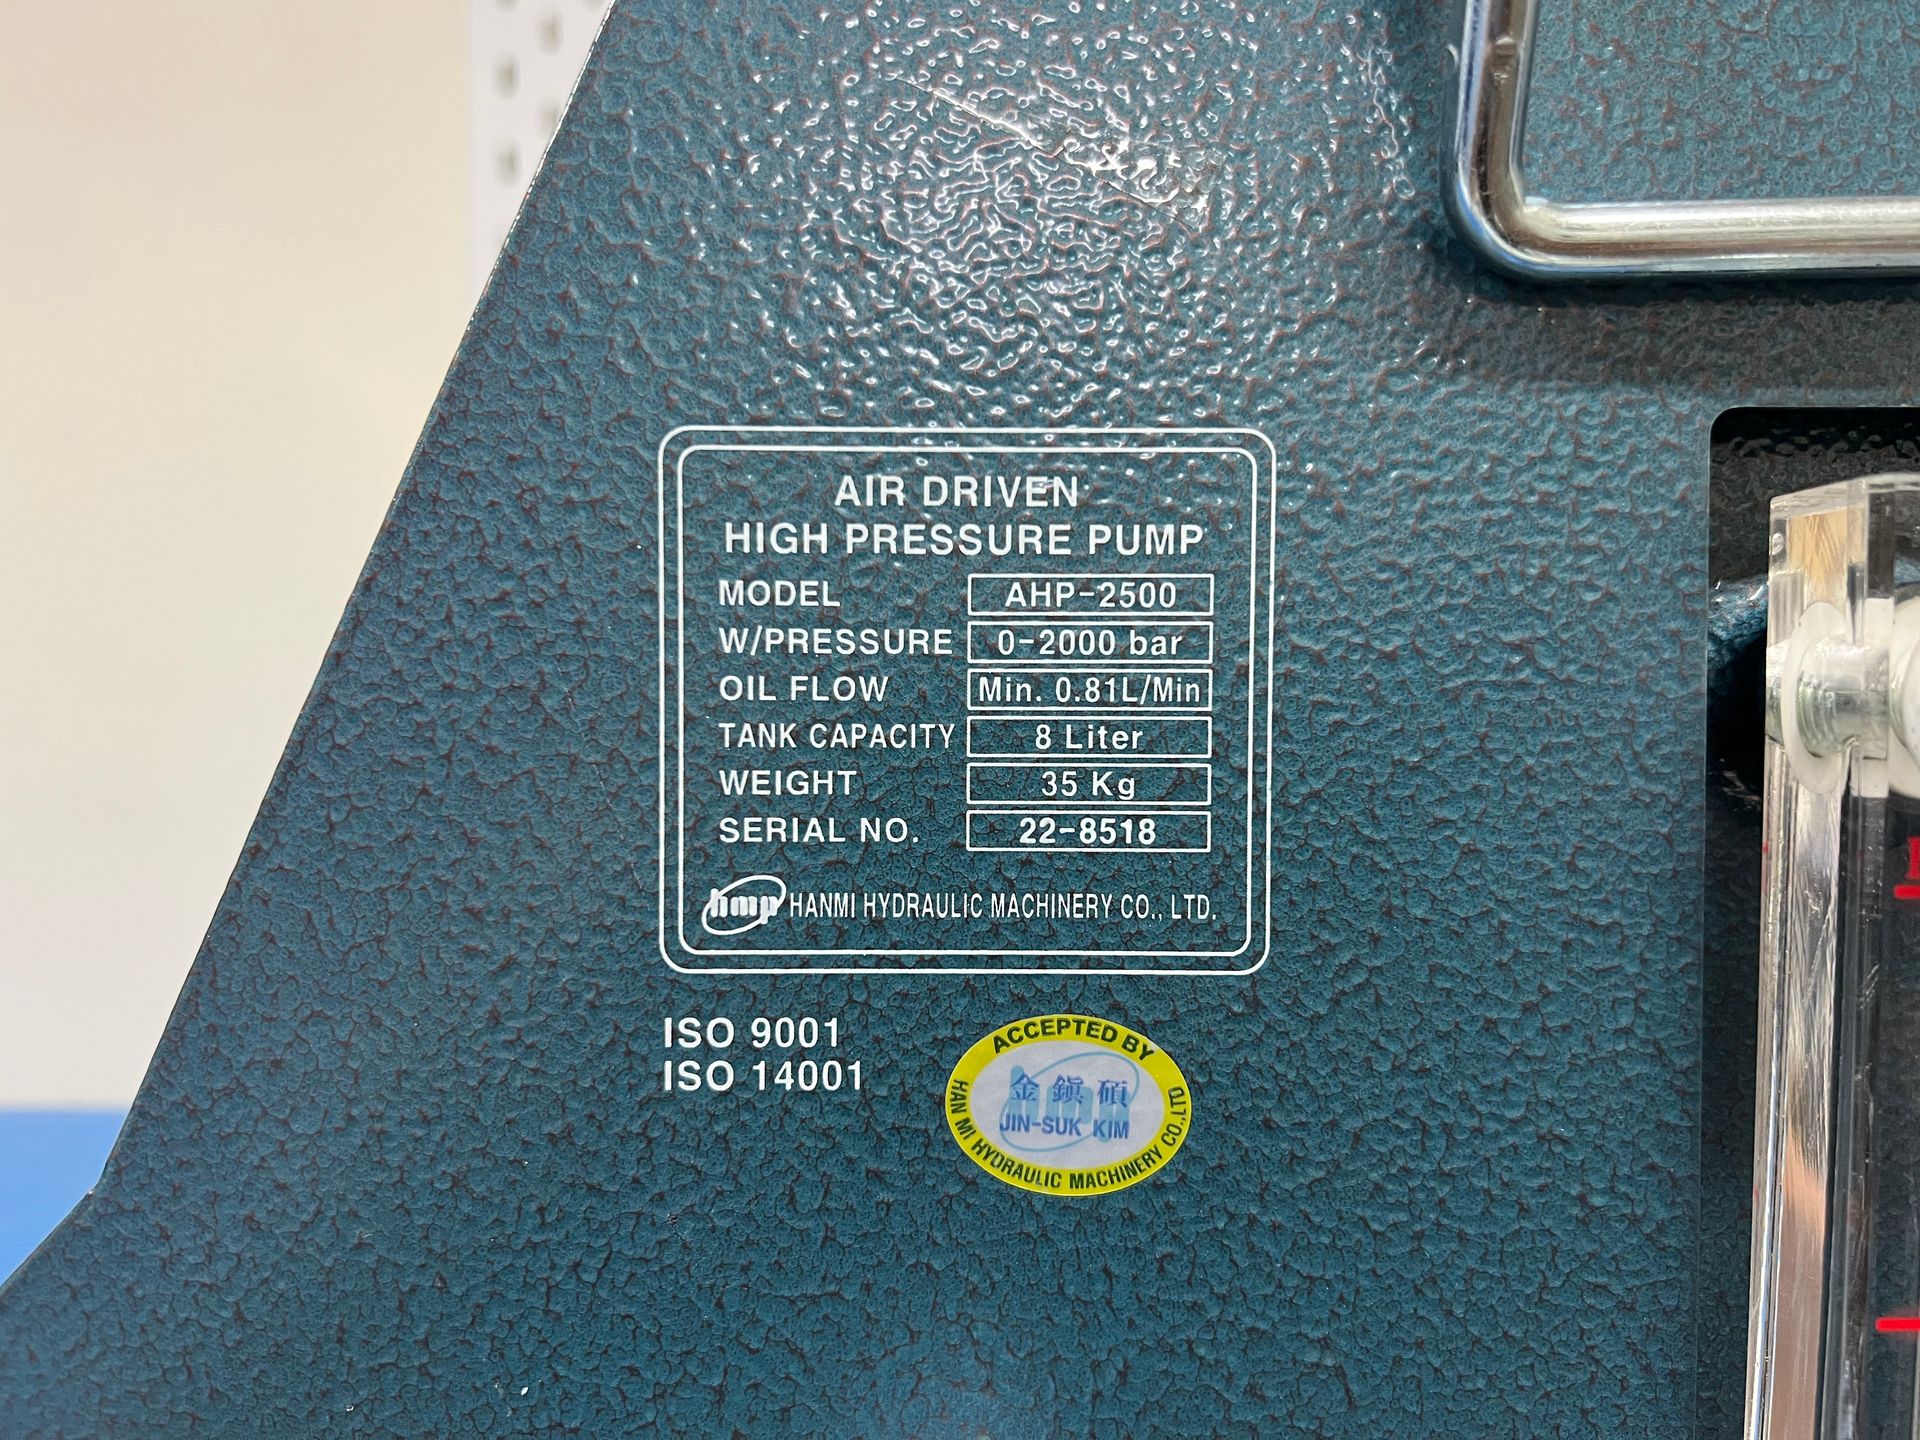 AIR DRIVEN
HIGH PRESSURE PUMP
MODEL AHP-2500
W/PRESSURE 0-2000 bar
OIL FLOW Min. 0.81L/Min
TANK CAPACITY 8 Liter
WEIGHT 35 Kg
SERIAL NO. 22-8518
hmp HANMI HYDRAULIC MACHINERY CO., LTD.
ISO 9001
ISO 14001
ACCEPTED BY
金鎭碩
JIN-SUK KIM
HAN MI HYDRAULIC MACHINERY CO.,LTD